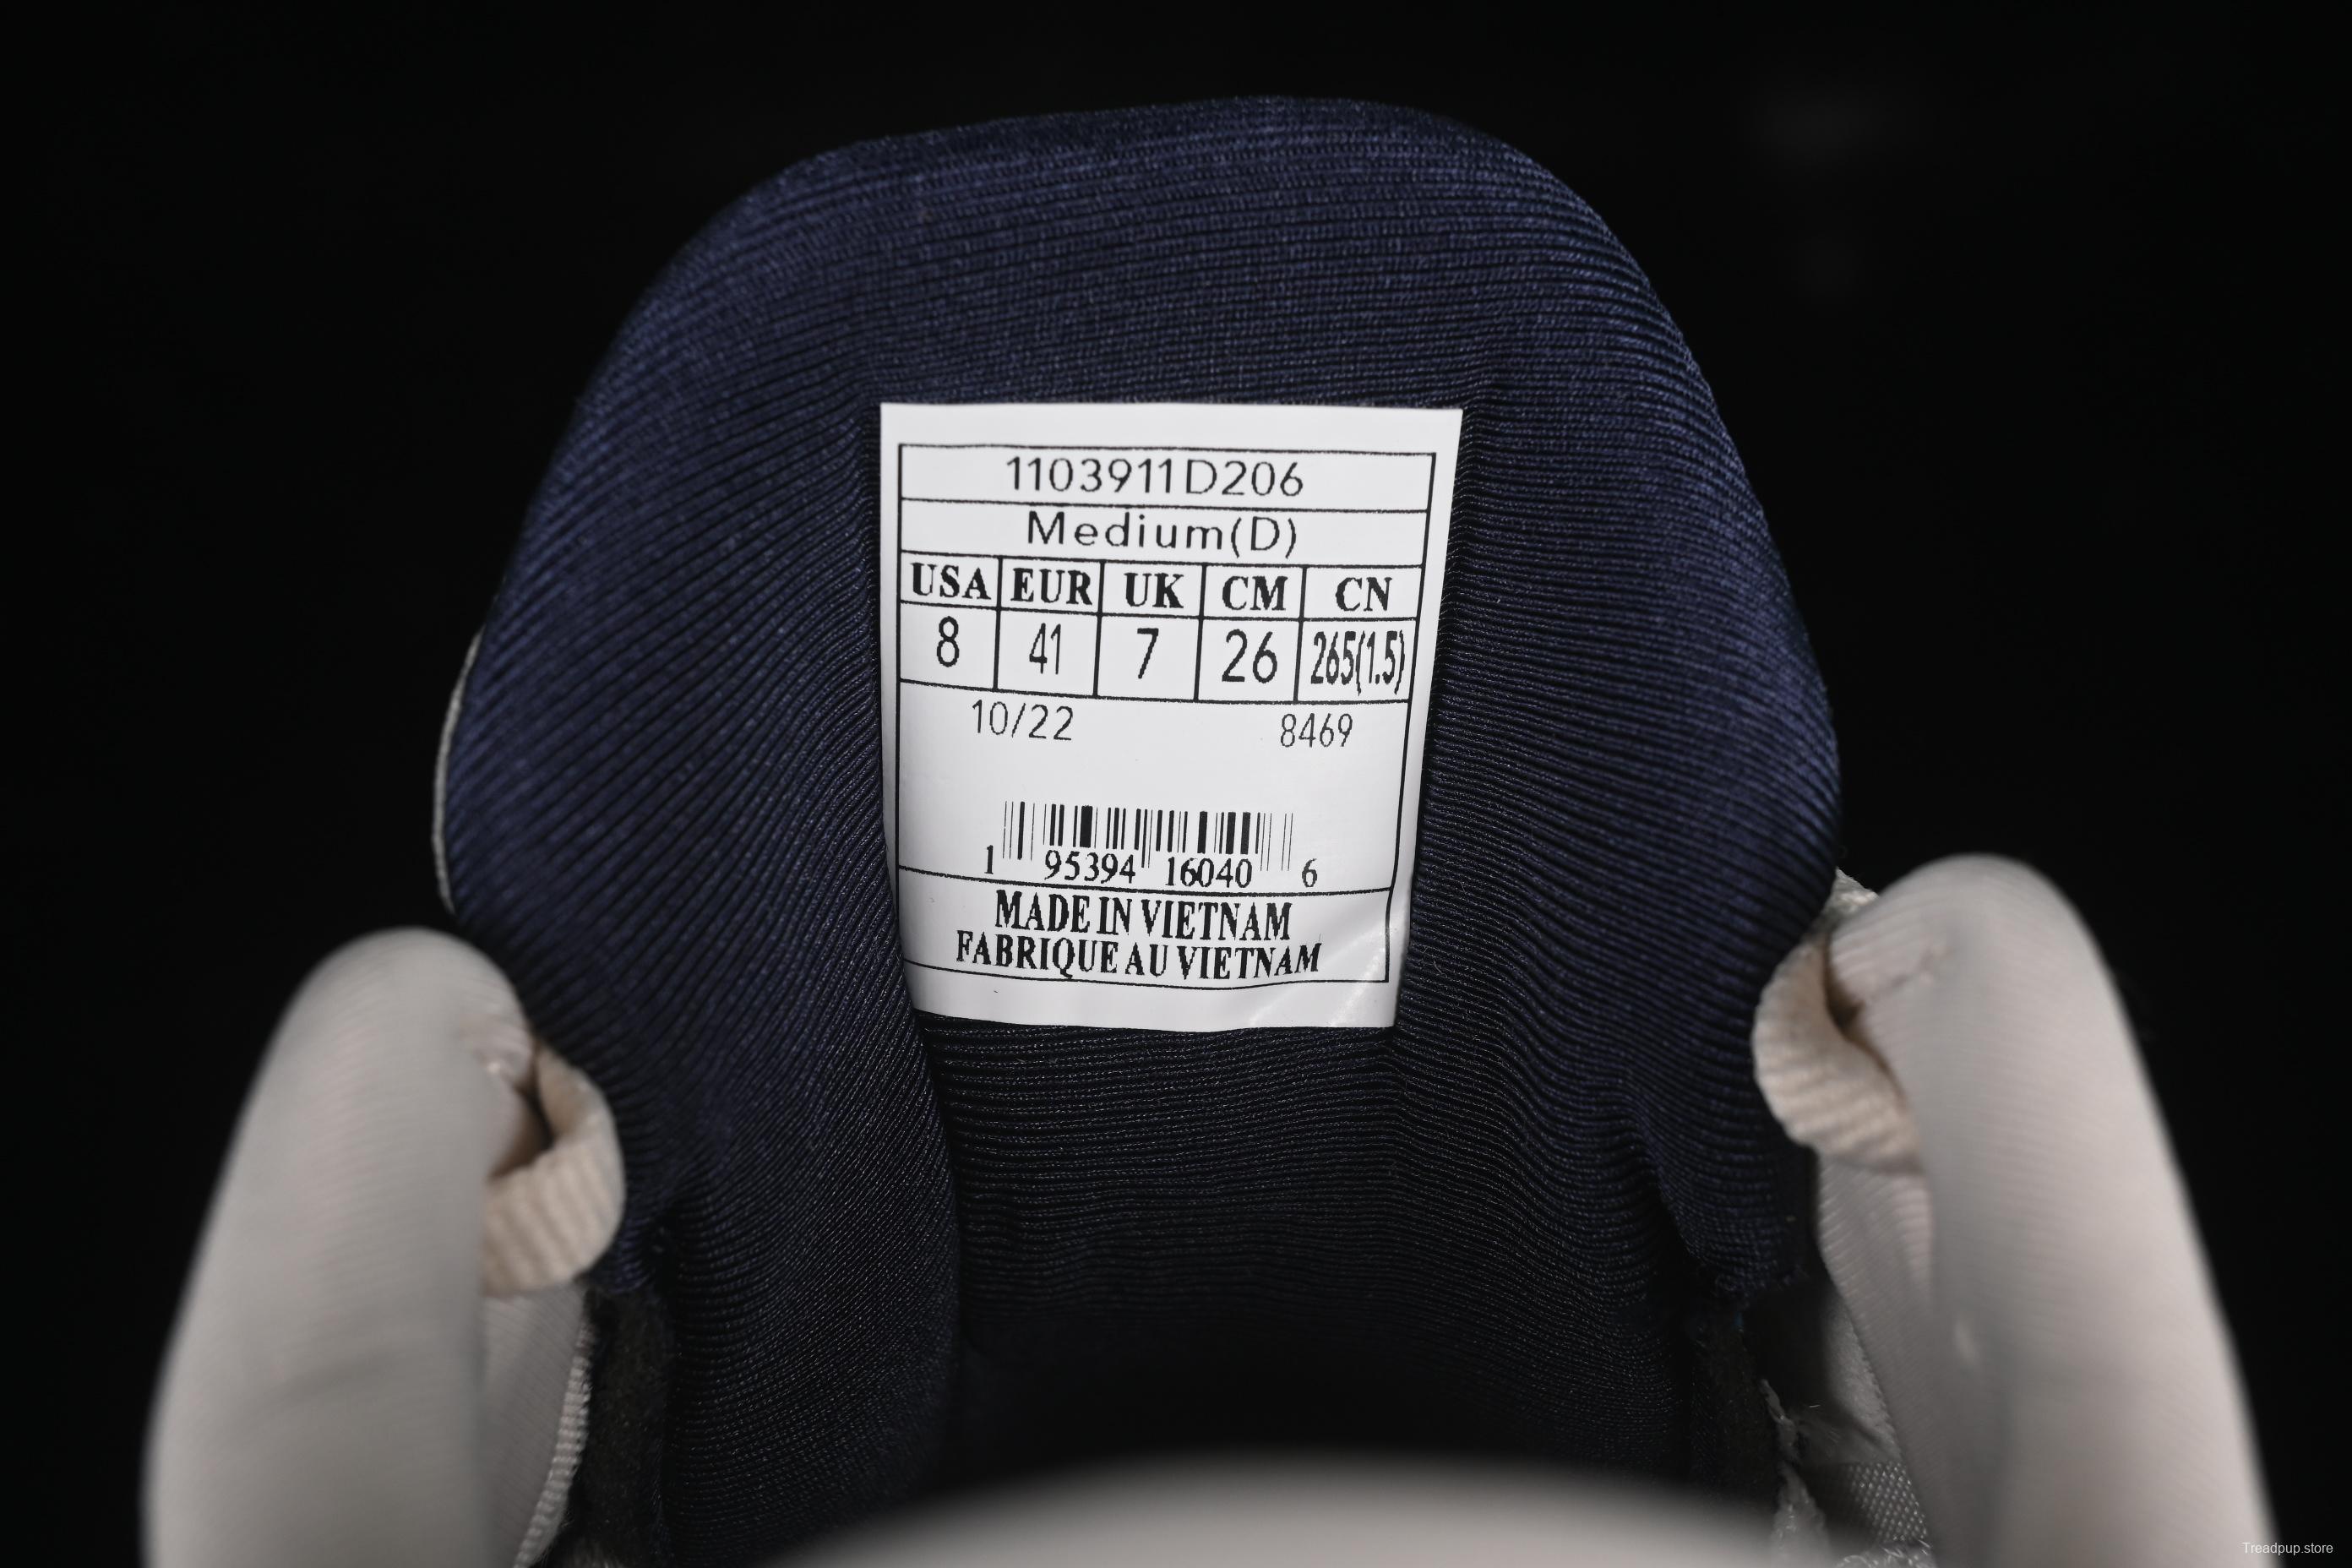 1103911D206
Medium(D)
USA EUR UK CM CN
8 41 7 26 265(1.5)
10/22 8469
1 95394 16040 6
MADE IN VIETNAM
FABRIQUE AU VIETNAM
Treadpup.store